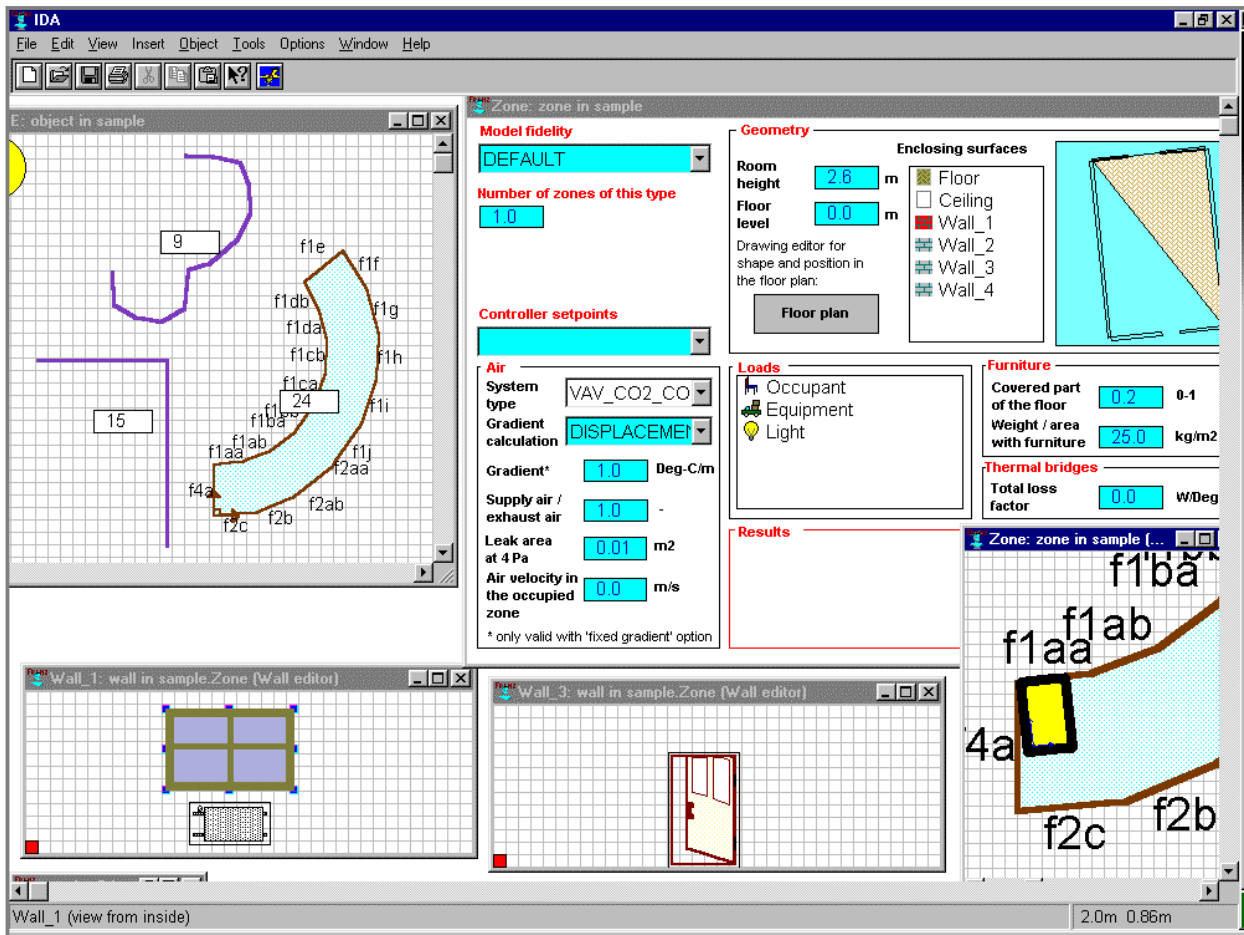 IDA
File Edit View Insert Object Tools Options Window Help
E: object in sample
9
15
24
f1e
f1f
f1db
f1g
f1da
f1cb
f1h
f1ca
f1ba
f1i
f1ab
f1aa
f1j
f2aa
f4a
f2ab
f2b
f2c
Zone: zone in sample
Model fidelity
DEFAULT
Number of zones of this type
1.0
Controller setpoints
Air
System type
VAV_CO2_CO
Gradient calculation
DISPLACEMEN
Gradient*
1.0
Deg-C/m
Supply air / exhaust air
1.0
-
Leak area at 4 Pa
0.01
m2
Air velocity in the occupied zone
0.0
m/s
* only valid with 'fixed gradient' option
Geometry
Room height
2.6
m
Floor level
0.0
m
Drawing editor for
shape and position in
the floor plan:
Floor plan
Enclosing surfaces
Floor
Ceiling
Wall_1
Wall_2
Wall_3
Wall_4
Loads
Occupant
Equipment
Light
Furniture
Covered part of the floor
0.2
0-1
Weight / area with furniture
25.0
kg/m2
Thermal bridges
Total loss factor
0.0
W/Deg
Results
Zone: zone in sample (...
f1ba
f1ab
f1aa
4a
f2c
f2b
Wall_1: wall in sample.Zone (Wall editor)
Wall_3: wall in sample.Zone (Wall editor)
Wall_1 (view from inside)
2.0m 0.86m